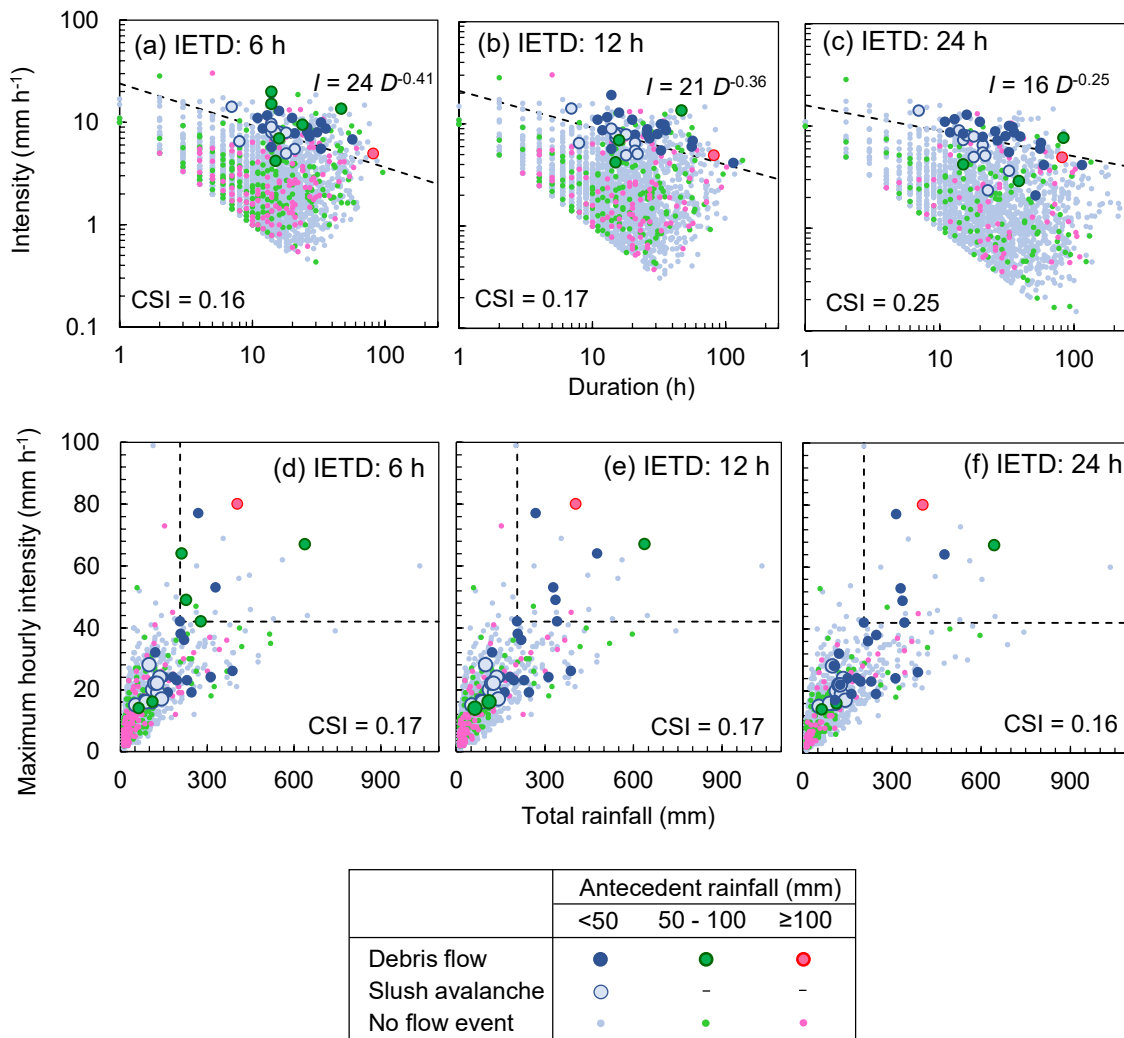 (a) IETD: 6 h
I = 24 D-0.41
CSI = 0.16
(b) IETD: 12 h
I = 21 D-0.36
CSI = 0.17
(c) IETD: 24 h
I = 16 D-0.25
CSI = 0.25
Intensity (mm h-1)
100
10
1
0.1
1 10 100
1 10 100
1 10 100
Duration (h)
(d) IETD: 6 h
CSI = 0.17
(e) IETD: 12 h
CSI = 0.17
(f) IETD: 24 h
CSI = 0.16
Maximum hourly intensity (mm h-1)
100
80
60
40
20
0
0 300 600 900
0 300 600 900
0 300 600 900
Total rainfall (mm)
Antecedent rainfall (mm)
<50 50 - 100 ≥100
Debris flow
Slush avalanche – –
No flow event